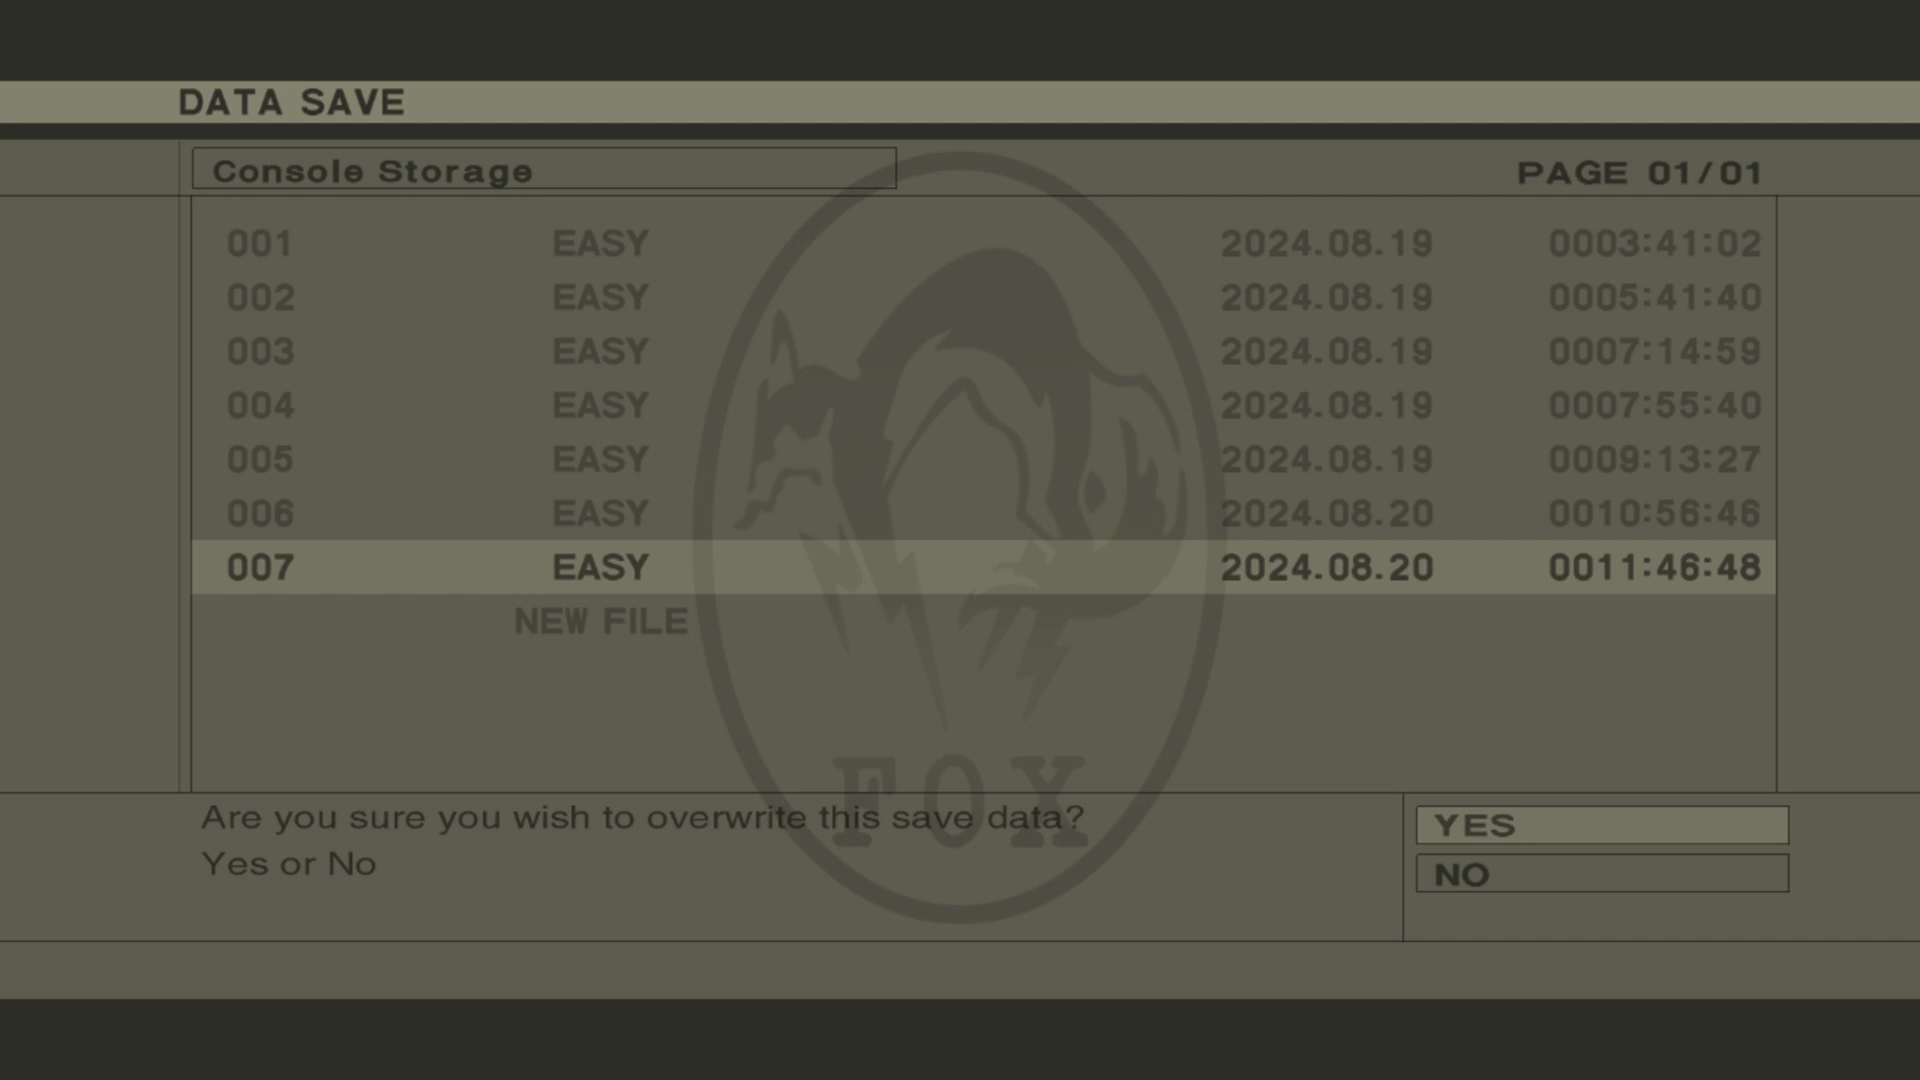 DATA SAVE
Console Storage PAGE 01/01
001 EASY 2024.08.19 0003:41:02
002 EASY 2024.08.19 0005:41:40
003 EASY 2024.08.19 0007:14:59
004 EASY 2024.08.19 0007:55:40
005 EASY 2024.08.19 0009:13:27
006 EASY 2024.08.20 0010:56:46
007 EASY 2024.08.20 0011:46:48
NEW FILE
FOX
Are you sure you wish to overwrite this save data?
Yes or No
YES
NO